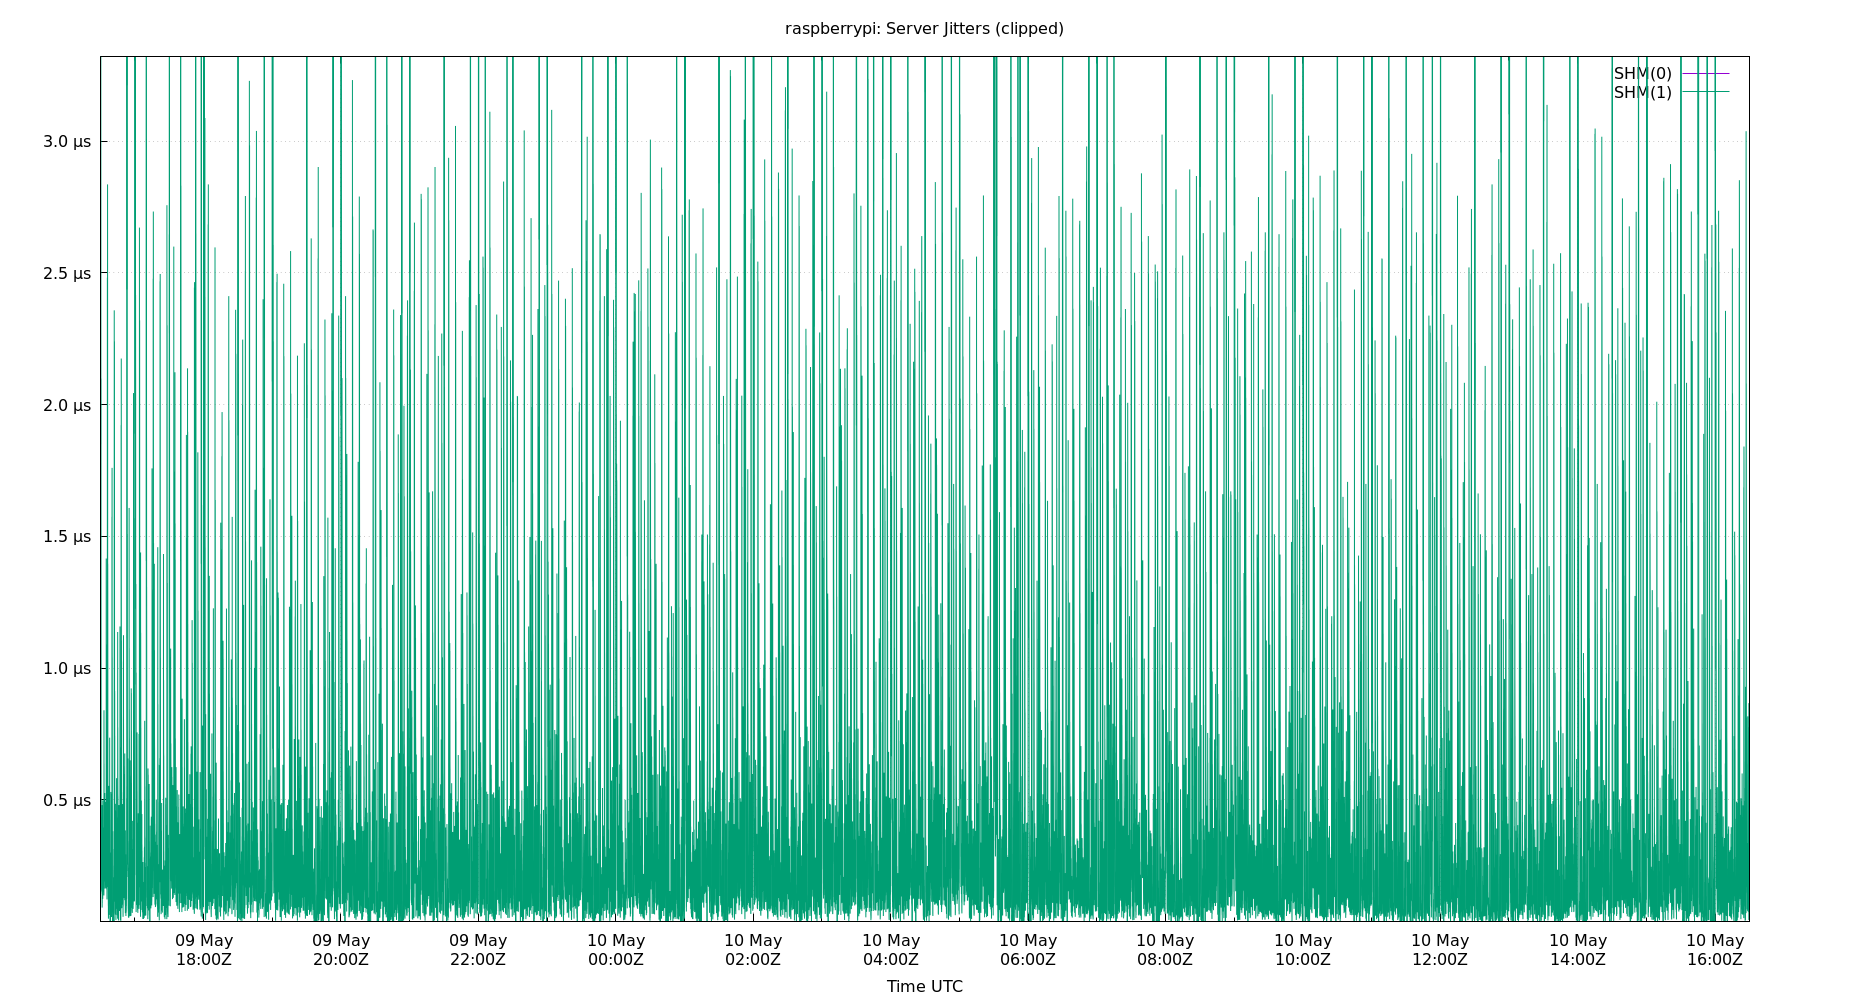 raspberrypi: Server Jitters (clipped)
SHM(0)
SHM(1)
3.0 µs
2.5 µs
2.0 µs
1.5 µs
1.0 µs
0.5 µs
09 May 09 May 09 May 10 May 10 May 10 May 10 May 10 May 10 May 10 May 10 May 10 May
18:00Z 20:00Z 22:00Z 00:00Z 02:00Z 04:00Z 06:00Z 08:00Z 10:00Z 12:00Z 14:00Z 16:00Z
Time UTC